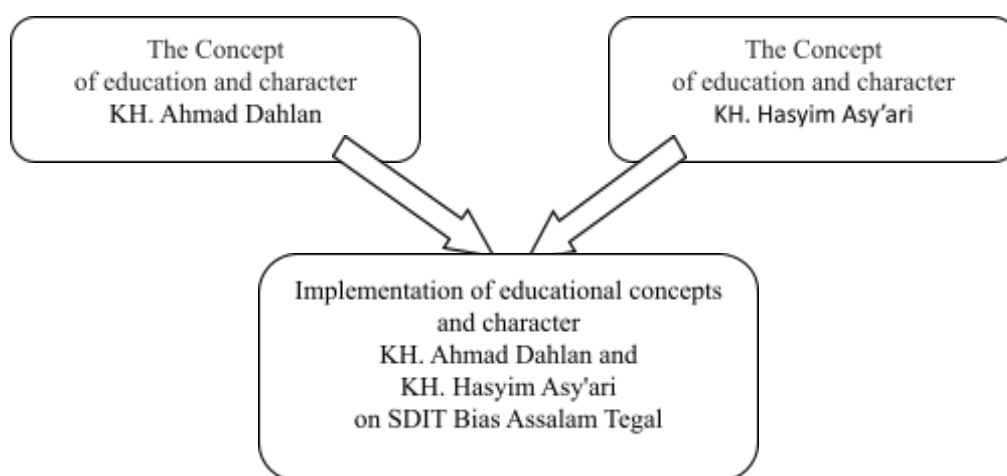 The Concept
of education and character
KH. Ahmad Dahlan
The Concept
of education and character
KH. Hasyim Asy’ari
Implementation of educational concepts
and character
KH. Ahmad Dahlan and
KH. Hasyim Asy'ari
on SDIT Bias Assalam Tegal